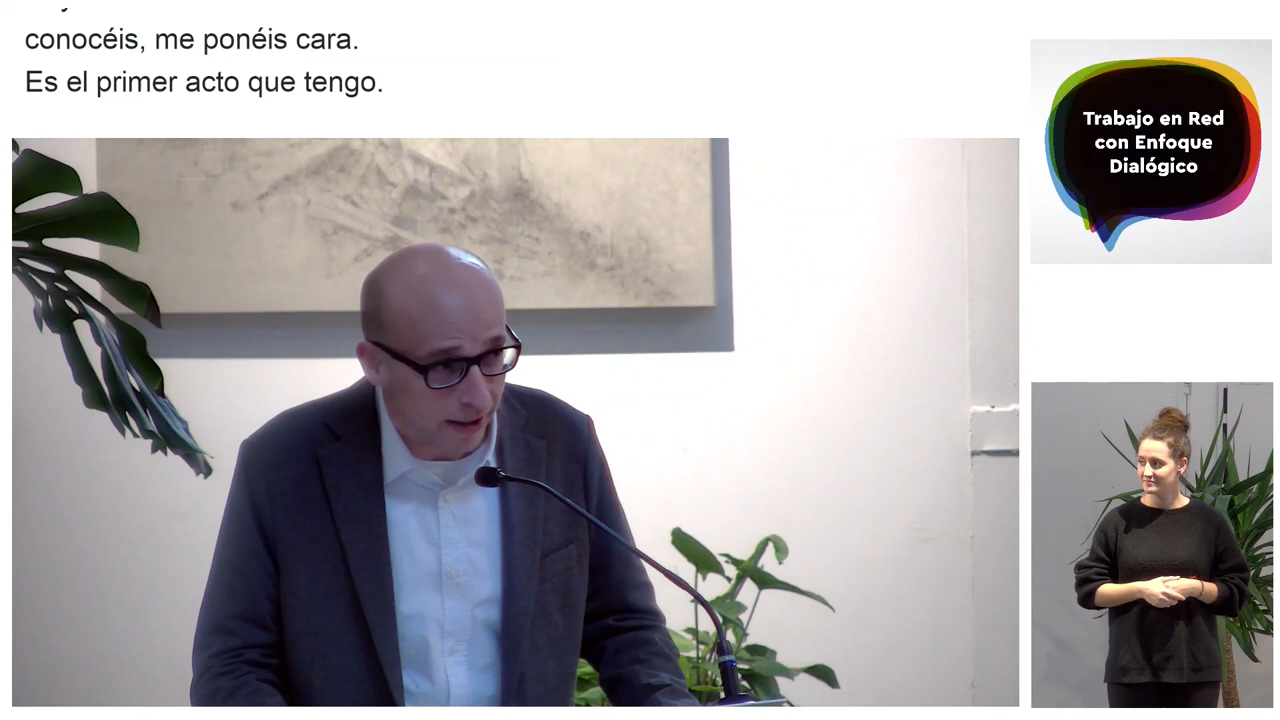 conocéis, me ponéis cara.
Es el primer acto que tengo.
Trabajo en Red
con Enfoque
Dialógico